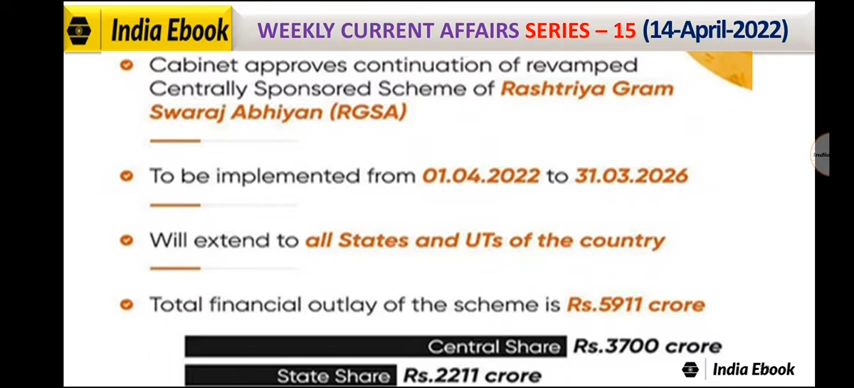 India Ebook
WEEKLY CURRENT AFFAIRS SERIES – 15 (14-April-2022)
Cabinet approves continuation of revamped
Centrally Sponsored Scheme of Rashtriya Gram
Swaraj Abhiyan (RGSA)
To be implemented from 01.04.2022 to 31.03.2026
Will extend to all States and UTs of the country
Total financial outlay of the scheme is Rs.5911 crore
Central Share Rs.3700 crore
State Share Rs.2211 crore
India Ebook